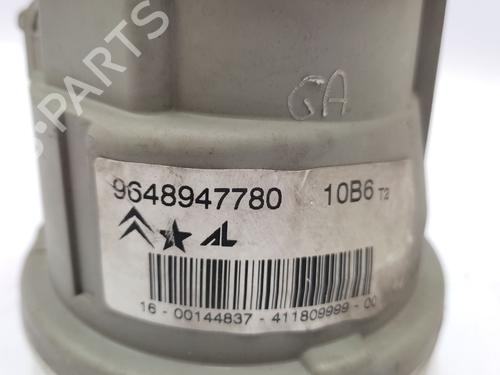 B-PARTS
GA
9648947780 10B6 T2
AL
16 - 00144837 - 411809999 - 00